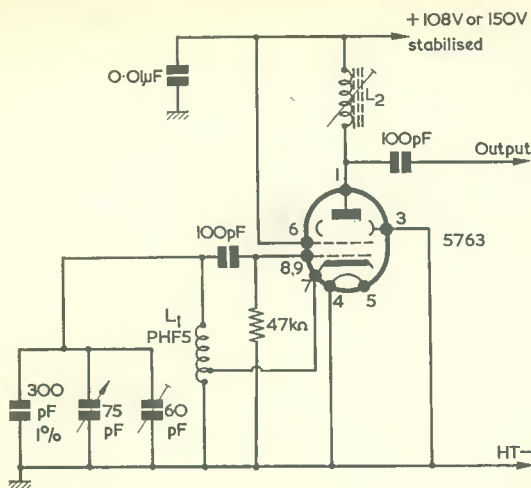 +108V or 150V
stabilised
0·01µF
L2
100pF
Output
1
3
6
5763
100pF
8,9
7
4
5
L1
PHF5
47kΩ
300
pF
1%
75
pF
60
pF
HT–